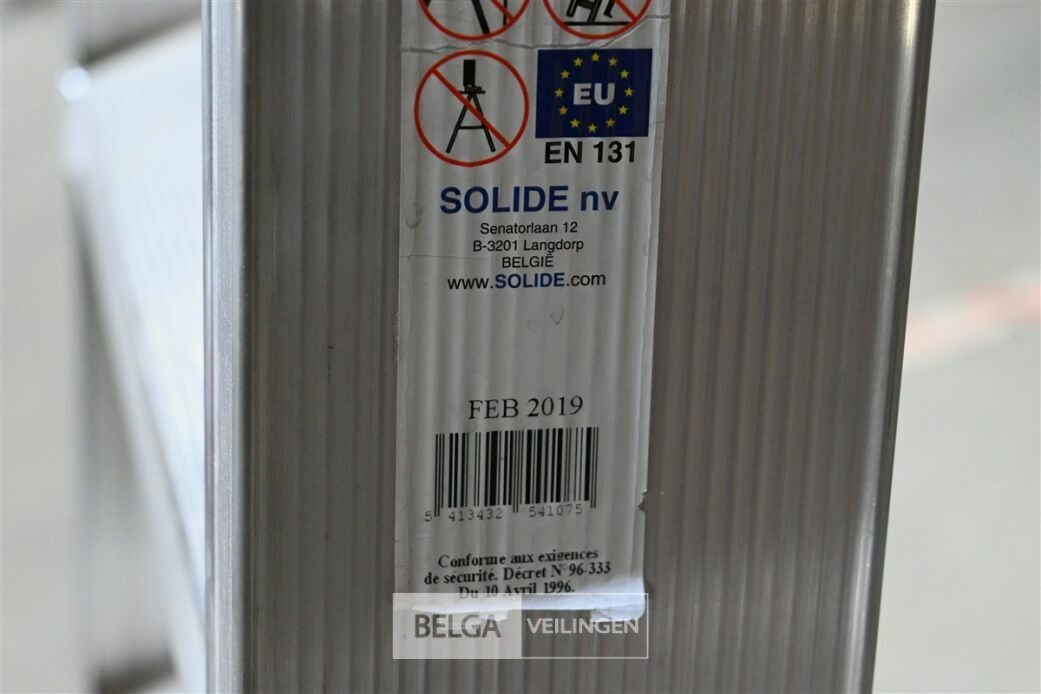 EU
EN 131
SOLIDE nv
Senatorlaan 12
B-3201 Langdorp
BELGIË
www.SOLIDE.com
FEB 2019
5 413432 541075
Conforme aux exigences
de securité. Décret N°96-333
Du 10 Avril 1996.
BELGA VEILINGEN